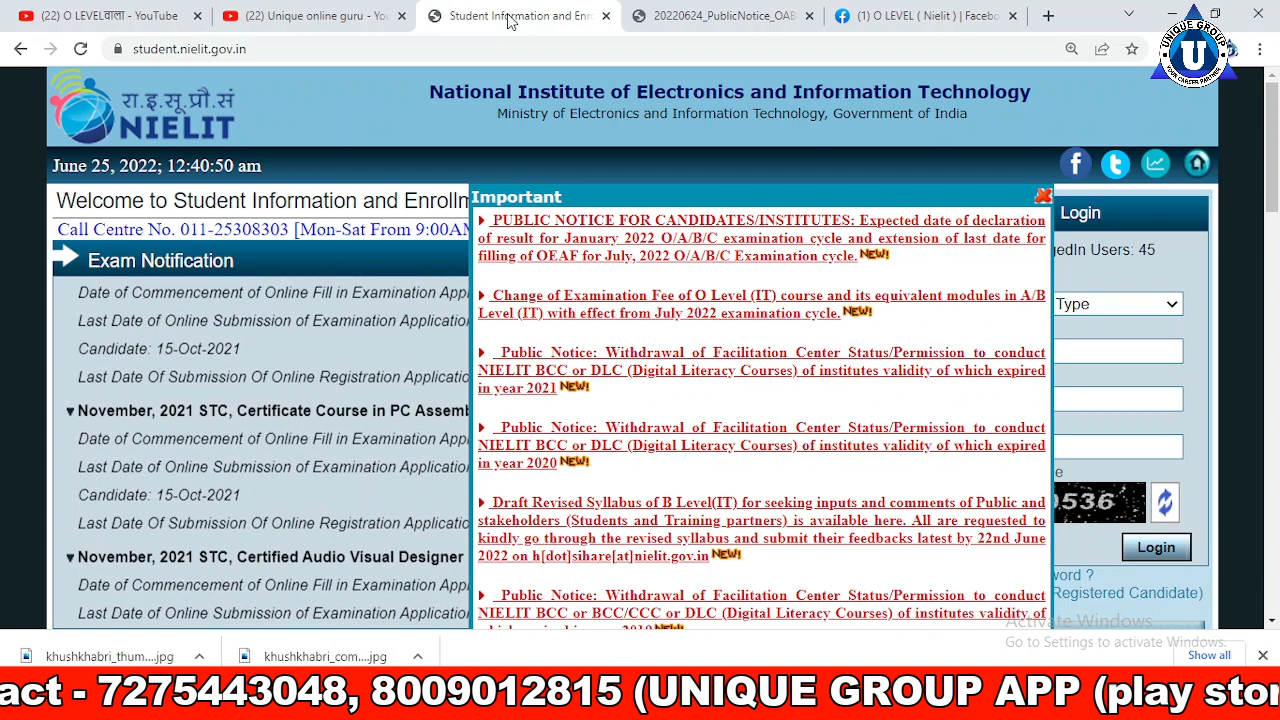 (22) O LEVELवाला - YouTube
(22) Unique online guru - You
Student Information and Enro
20220624_PublicNotice_OAB
(1) O LEVEL ( Nielit ) | Facebo
student.nielit.gov.in
UNIQUE GROUP
U
YOUR CAREER PARTNER
रा.इ.सू.प्रौ.सं
NIELIT
National Institute of Electronics and Information Technology
Ministry of Electronics and Information Technology, Government of India
June 25, 2022; 12:40:50 am
Welcome to Student Information and Enrollm
Call Centre No. 011-25308303 [Mon-Sat From 9:00AM
Exam Notification
Date of Commencement of Online Fill in Examination Appl
Last Date of Online Submission of Examination Application
Candidate: 15-Oct-2021
Last Date Of Submission Of Online Registration Applicatio
November, 2021 STC, Certificate Course in PC Assemb
Date of Commencement of Online Fill in Examination Appl
Last Date of Online Submission of Examination Application
Candidate: 15-Oct-2021
Last Date Of Submission Of Online Registration Applicatio
November, 2021 STC, Certified Audio Visual Designer
Date of Commencement of Online Fill in Examination Appl
Last Date of Online Submission of Examination Application
Important
PUBLIC NOTICE FOR CANDIDATES/INSTITUTES: Expected date of declaration
of result for January 2022 O/A/B/C examination cycle and extension of last date for
filling of OEAF for July, 2022 O/A/B/C Examination cycle. NEW!
Change of Examination Fee of O Level (IT) course and its equivalent modules in A/B
Level (IT) with effect from July 2022 examination cycle. NEW!
Public Notice: Withdrawal of Facilitation Center Status/Permission to conduct
NIELIT BCC or DLC (Digital Literacy Courses) of institutes validity of which expired
in year 2021 NEW!
Public Notice: Withdrawal of Facilitation Center Status/Permission to conduct
NIELIT BCC or DLC (Digital Literacy Courses) of institutes validity of which expired
in year 2020 NEW!
Draft Revised Syllabus of B Level(IT) for seeking inputs and comments of Public and
stakeholders (Students and Training partners) is available here. All are requested to
kindly go through the revised syllabus and submit their feedbacks latest by 22nd June
2022 on h[dot]sihare[at]nielit.gov.in NEW!
Public Notice: Withdrawal of Facilitation Center Status/Permission to conduct
NIELIT BCC or BCC/CCC or DLC (Digital Literacy Courses) of institutes validity of
Login
gedIn Users: 45
Type
e
0536
Login
word ?
Registered Candidate)
Activate Windows
Go to Settings to activate Windows.
khushkhabri_thum....jpg
khushkhabri_com....jpg
Show all
act - 7275443048, 8009012815 (UNIQUE GROUP APP (play stor